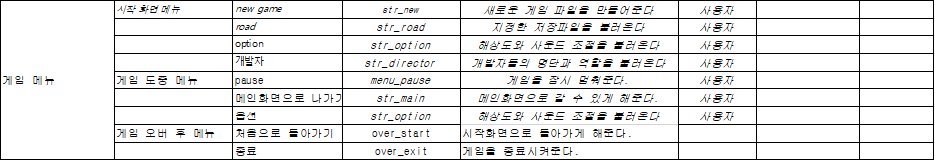 시작 화면 메뉴 new game str_new 새로운 게임 파일을 만들어준다 사용자
road str_road 지정한 저장파일을 불러온다 사용자
option str_option 해상도와 사운드 조절을 불러온다 사용자
개발자 str_director 개발자들의 명단과 역할을 불러온다 사용자
게임 메뉴 게임 도중 메뉴 pause menu_pause 게임을 잠시 멈춰준다. 사용자
메인화면으로 나가기 str_main 메인화면으로 갈 수 있게 해준다. 사용자
옵션 str_option 해상도와 사운드 조절을 불러온다 사용자
게임 오버 후 메뉴 처음으로 돌아가기 over_start 시작화면으로 돌아가게 해준다.
종료 over_exit 게임을 종료시켜준다.